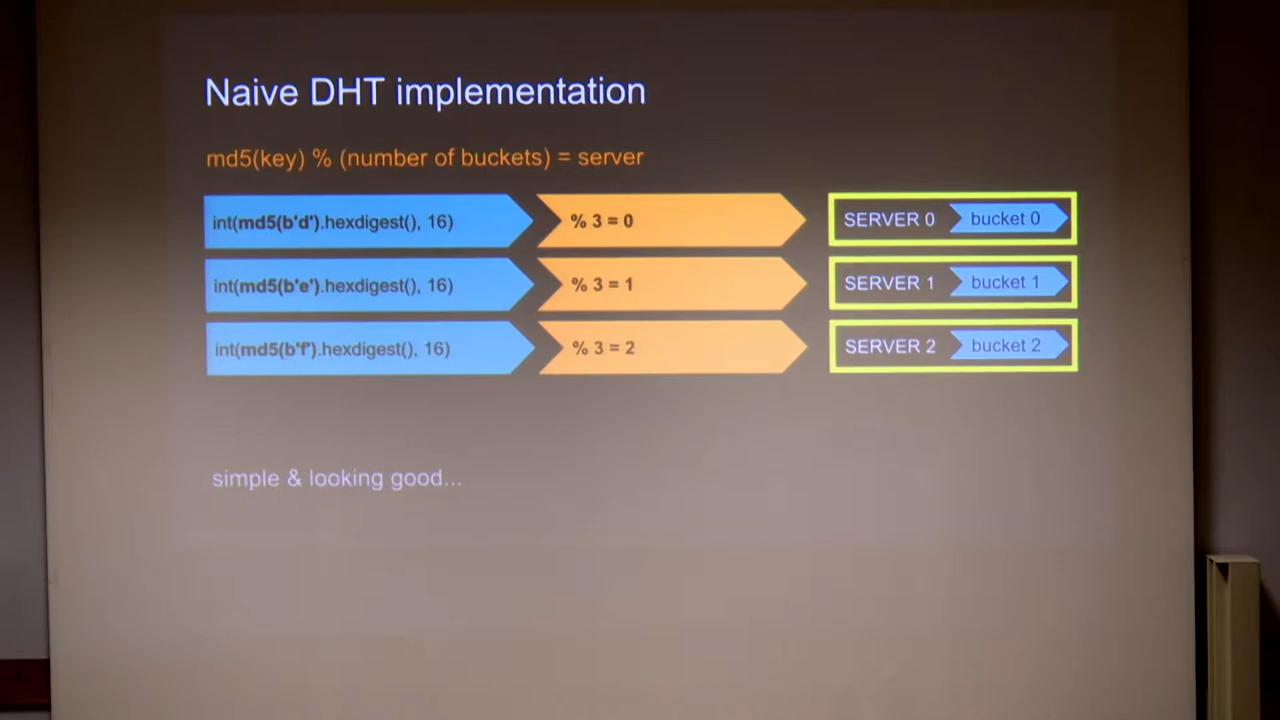 Naive DHT implementation
md5(key) % (number of buckets) = server
int(md5(b'd').hexdigest(), 16) % 3 = 0 SERVER 0 bucket 0
int(md5(b'e').hexdigest(), 16) % 3 = 1 SERVER 1 bucket 1
int(md5(b'f').hexdigest(), 16) % 3 = 2 SERVER 2 bucket 2
simple & looking good...